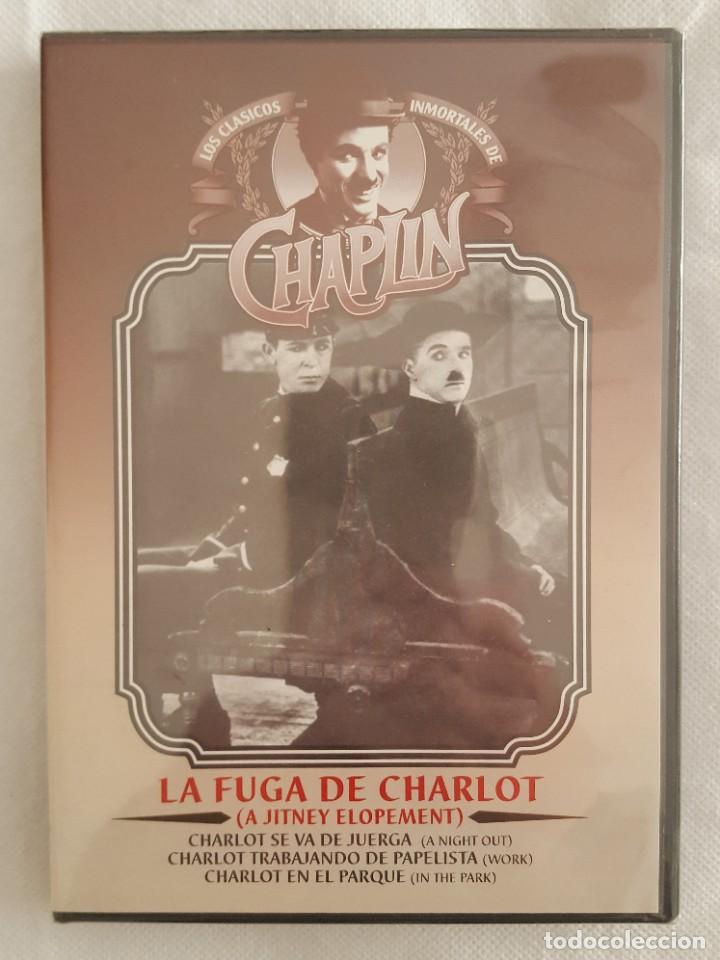 LOS CLASICOS INMORTALES DE
CHAPLIN
LA FUGA DE CHARLOT
(A JITNEY ELOPEMENT)
CHARLOT SE VA DE JUERGA (A NIGHT OUT)
CHARLOT TRABAJANDO DE PAPELISTA (WORK)
CHARLOT EN EL PARQUE (IN THE PARK)
todocoleccion